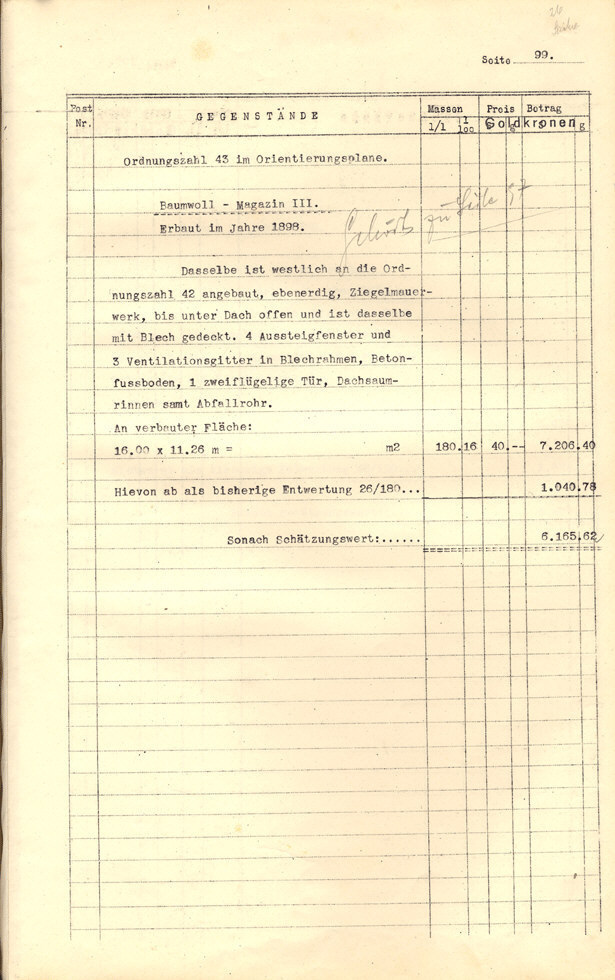 Seite 99.
Post Nr. GEGENSTÄNDE Massen Preis Betrag
1/1 1/100 Goldkronen
Ordnungszahl 43 im Orientierungsplane.
Baumwoll - Magazin III.
Gehört zu Seite 97
Erbaut im Jahre 1898.
Dasselbe ist westlich an die Ord-
nungszahl 42 angebaut, ebenerdig, Ziegelmauer-
werk, bis unter Dach offen und ist dasselbe
mit Blech gedeckt. 4 Aussteigfenster und
3 Ventilationsgitter in Blechrahmen, Beton-
fussboden, 1 zweiflügelige Tür, Dachsaum-
rinnen samt Abfallrohr.
An verbauter Fläche:
16.00 x 11.26 m = m2 180.16 40.-- 7.206.40
Hievon ab als bisherige Entwertung 26/180... 1.040.78
Sonach Schätzungswert:...... 6.165.62